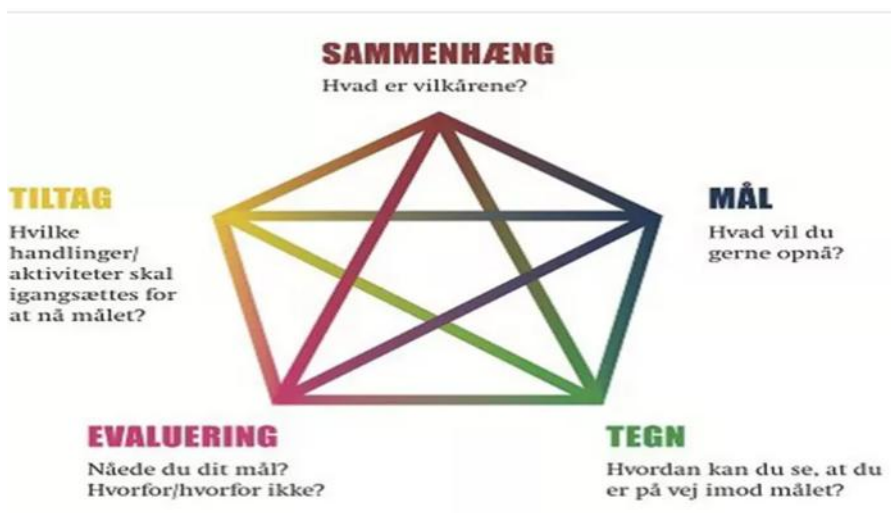 SAMMENHÆNG
Hvad er vilkårene?
TILTAG
Hvilke
handlinger/
aktiviteter skal
igangsættes for
at nå målet?
MÅL
Hvad vil du
gerne opnå?
EVALUERING
Nåede du dit mål?
Hvorfor/hvorfor ikke?
TEGN
Hvordan kan du se, at du
er på vej imod målet?